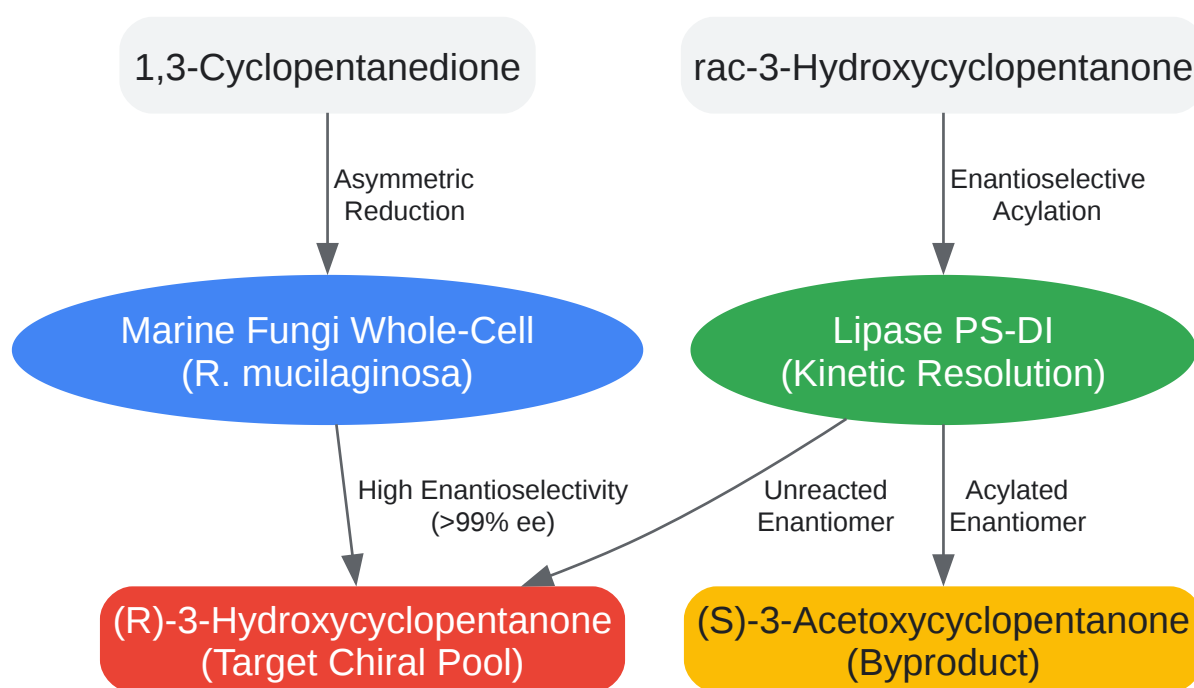 1,3-Cyclopentanedione
rac-3-Hydroxycyclopentanone
Asymmetric
Reduction
Enantioselective
Acylation
Marine Fungi Whole-Cell
(R. mucilaginosa)
Lipase PS-DI
(Kinetic Resolution)
High Enantioselectivity
(>99% ee)
Unreacted
Enantiomer
Acylated
Enantiomer
(R)-3-Hydroxycyclopentanone
(Target Chiral Pool)
(S)-3-Acetoxycyclopentanone
(Byproduct)